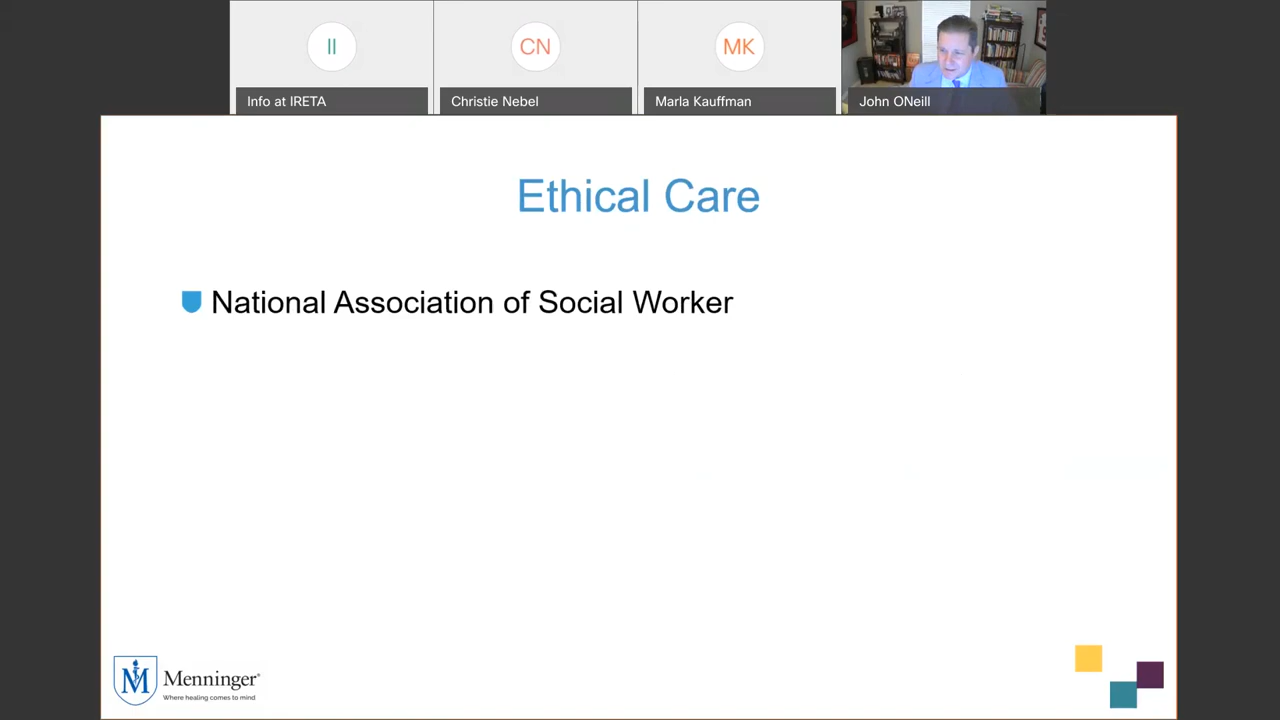 II
CN
MK
Info at IRETA
Christie Nebel
Marla Kauffman
John ONeill
Ethical Care
National Association of Social Worker
M
Menninger®
Where healing comes to mind